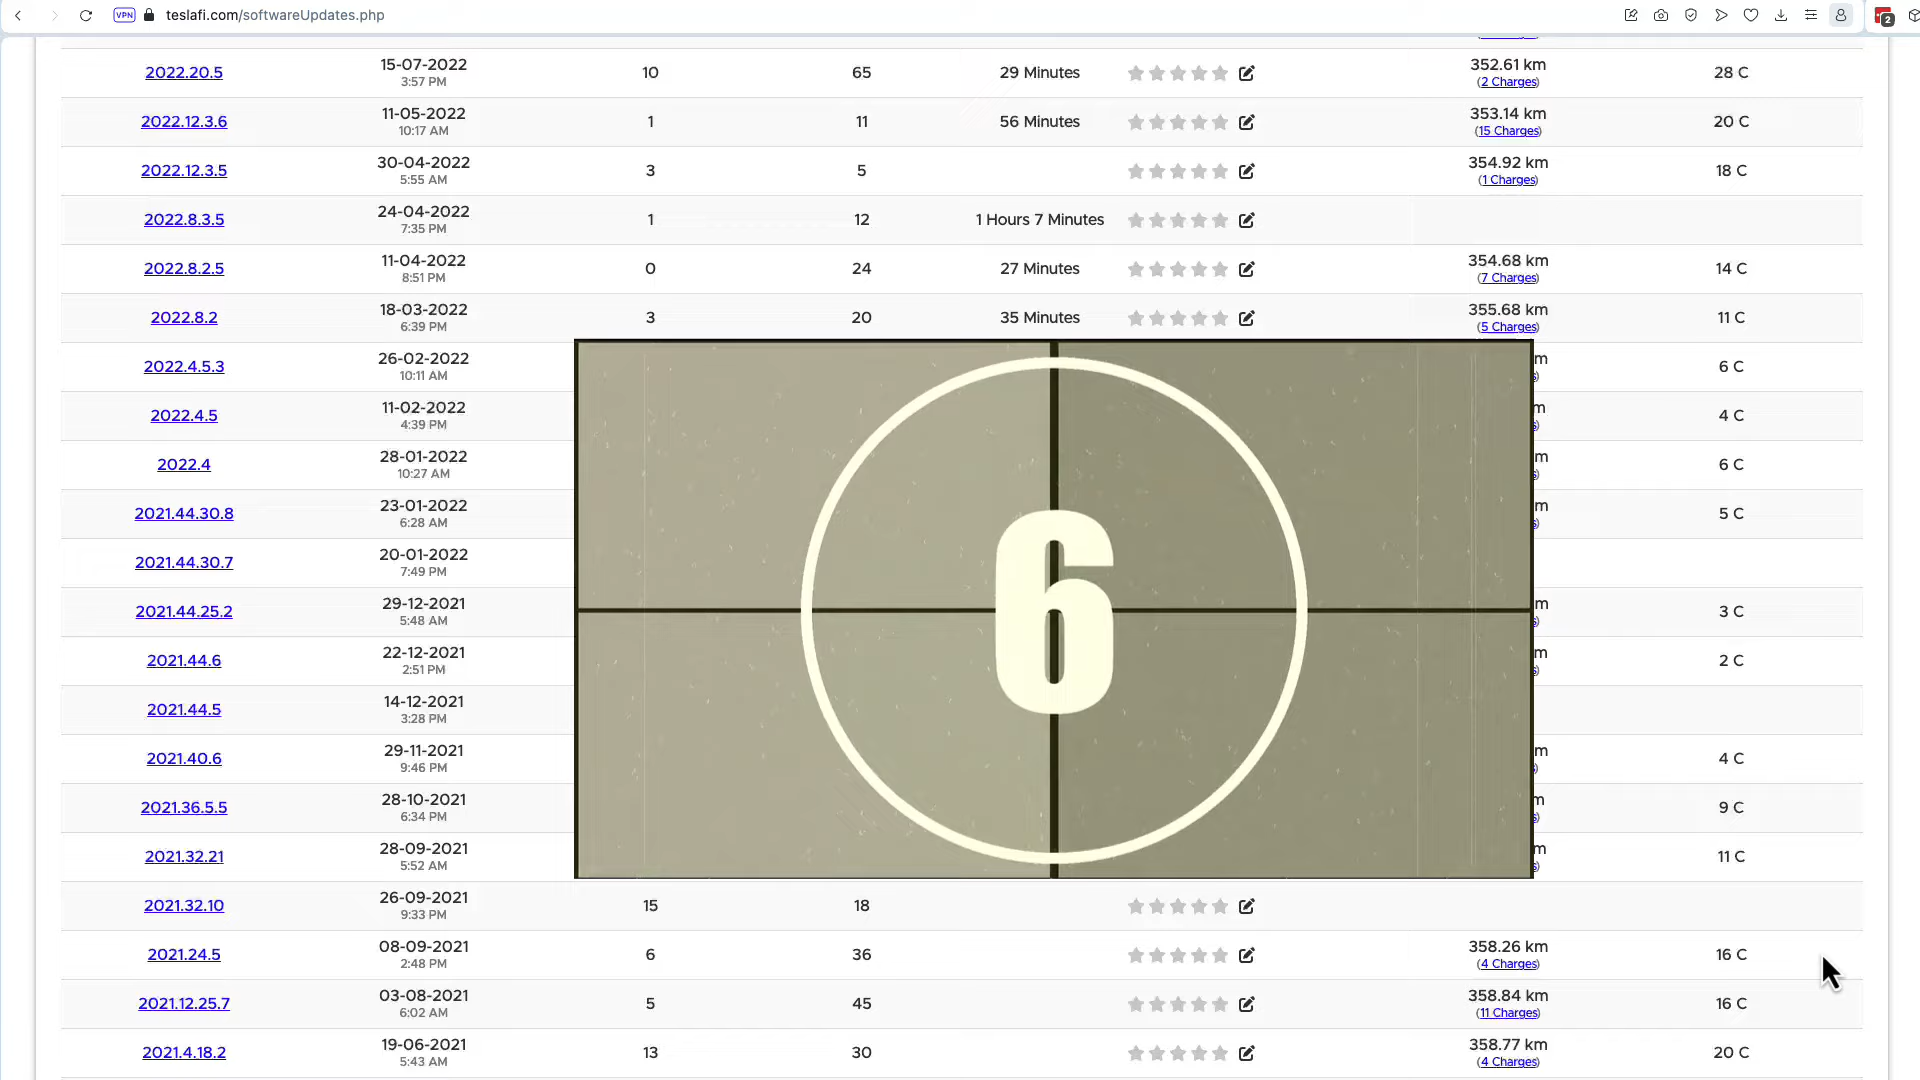 VPN teslafi.com/softwareUpdates.php 2
2022.20.5 15-07-2022 10 65 29 Minutes 352.61 km 28 C
3:57 PM (2 Charges)
2022.12.3.6 11-05-2022 1 11 56 Minutes 353.14 km 20 C
10:17 AM (15 Charges)
2022.12.3.5 30-04-2022 3 5 354.92 km 18 C
5:55 AM (1 Charges)
2022.8.3.5 24-04-2022 1 12 1 Hours 7 Minutes
7:35 PM
2022.8.2.5 11-04-2022 0 24 27 Minutes 354.68 km 14 C
8:51 PM (7 Charges)
2022.8.2 18-03-2022 3 20 35 Minutes 355.68 km 11 C
6:39 PM (5 Charges)
2022.4.5.3 26-02-2022 m 6 C
10:11 AM
2022.4.5 11-02-2022 m 4 C
4:39 PM
2022.4 28-01-2022 m 6 C
10:27 AM
2021.44.30.8 23-01-2022 m 5 C
6:28 AM
2021.44.30.7 20-01-2022
7:49 PM
6
2021.44.25.2 29-12-2021 m 3 C
5:48 AM
2021.44.6 22-12-2021 m 2 C
2:51 PM
2021.44.5 14-12-2021
3:28 PM
2021.40.6 29-11-2021 m 4 C
9:46 PM
2021.36.5.5 28-10-2021 m 9 C
6:34 PM
2021.32.21 28-09-2021 m 11 C
5:52 AM
2021.32.10 26-09-2021 15 18
9:33 PM
2021.24.5 08-09-2021 6 36 358.26 km 16 C
2:48 PM (4 Charges)
2021.12.25.7 03-08-2021 5 45 358.84 km 16 C
6:02 AM (11 Charges)
2021.4.18.2 19-06-2021 13 30 358.77 km 20 C
5:43 AM (4 Charges)